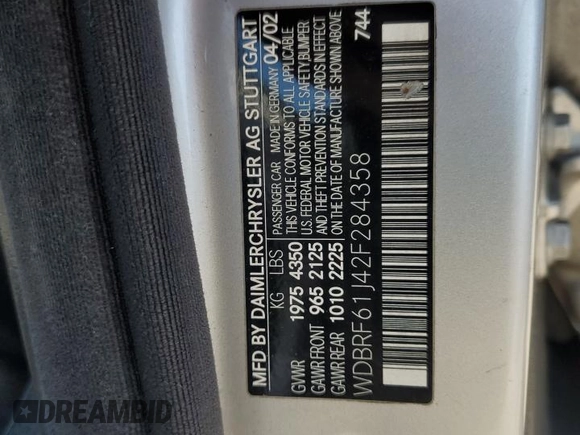 MFD BY DAIMLERCHRYSLER AG STUTTGART
KG LBS PASSENGER CAR MADE IN GERMANY 04/02
GVWR 1975 4350 THIS VEHICLE CONFORMS TO ALL APPLICABLE
GAWR FRONT 965 2125 U.S. FEDERAL MOTOR VEHICLE SAFETY, BUMPER
GAWR REAR 1010 2225 AND THEFT PREVENTION STANDARDS IN EFFECT
ON THE DATE OF MANUFACTURE SHOWN ABOVE
WDBRF61J42F284358 744
DREAMBID